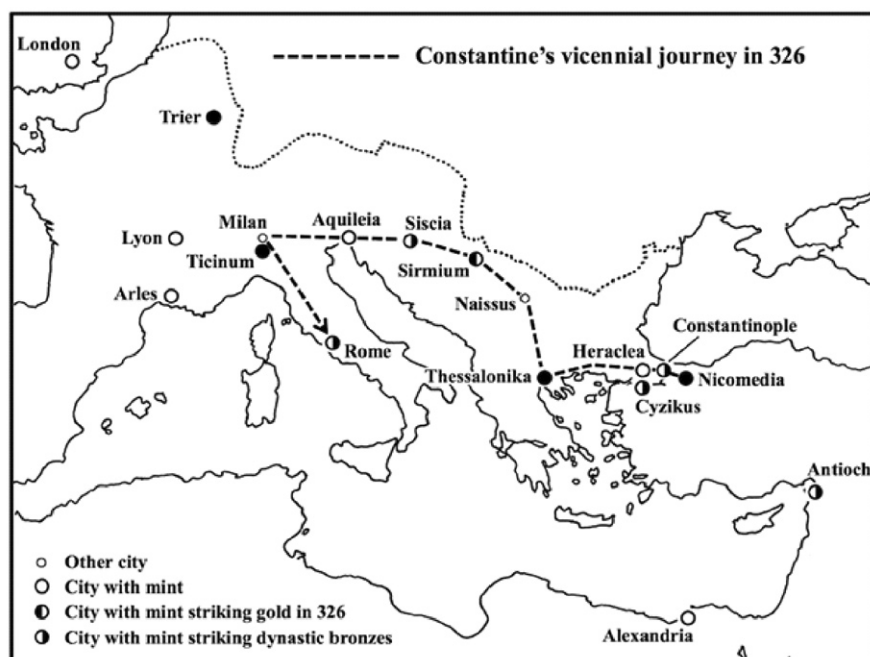 London
Constantine's vicennial journey in 326
Trier
Milan
Aquileia
Siscia
Lyon
Ticinum
Sirmium
Arles
Naissus
Constantinople
Rome
Heraclea
Thessalonika
Nicomedia
Cyzikus
Antioch
Other city
City with mint
City with mint striking gold in 326
City with mint striking dynastic bronzes
Alexandria